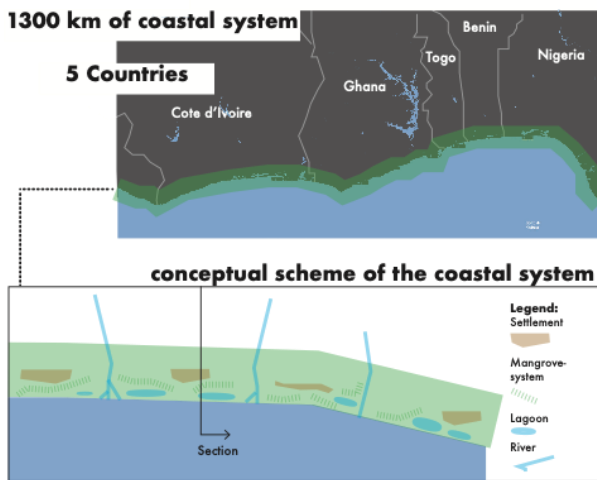 1300 km of coastal system
5 Countries
Benin
Togo
Nigeria
Ghana
Cote d'Ivoire
conceptual scheme of the coastal system
Legend:
Settlement
Mangrove-
system
Lagoon
River
Section